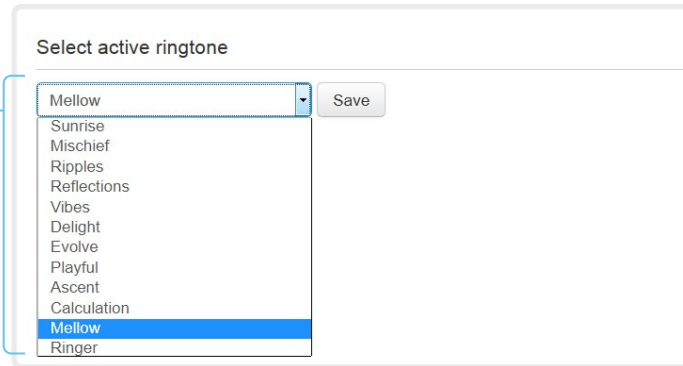 Select active ringtone
Mellow
Save
Sunrise
Mischief
Ripples
Reflections
Vibes
Delight
Evolve
Playful
Ascent
Calculation
Mellow
Ringer